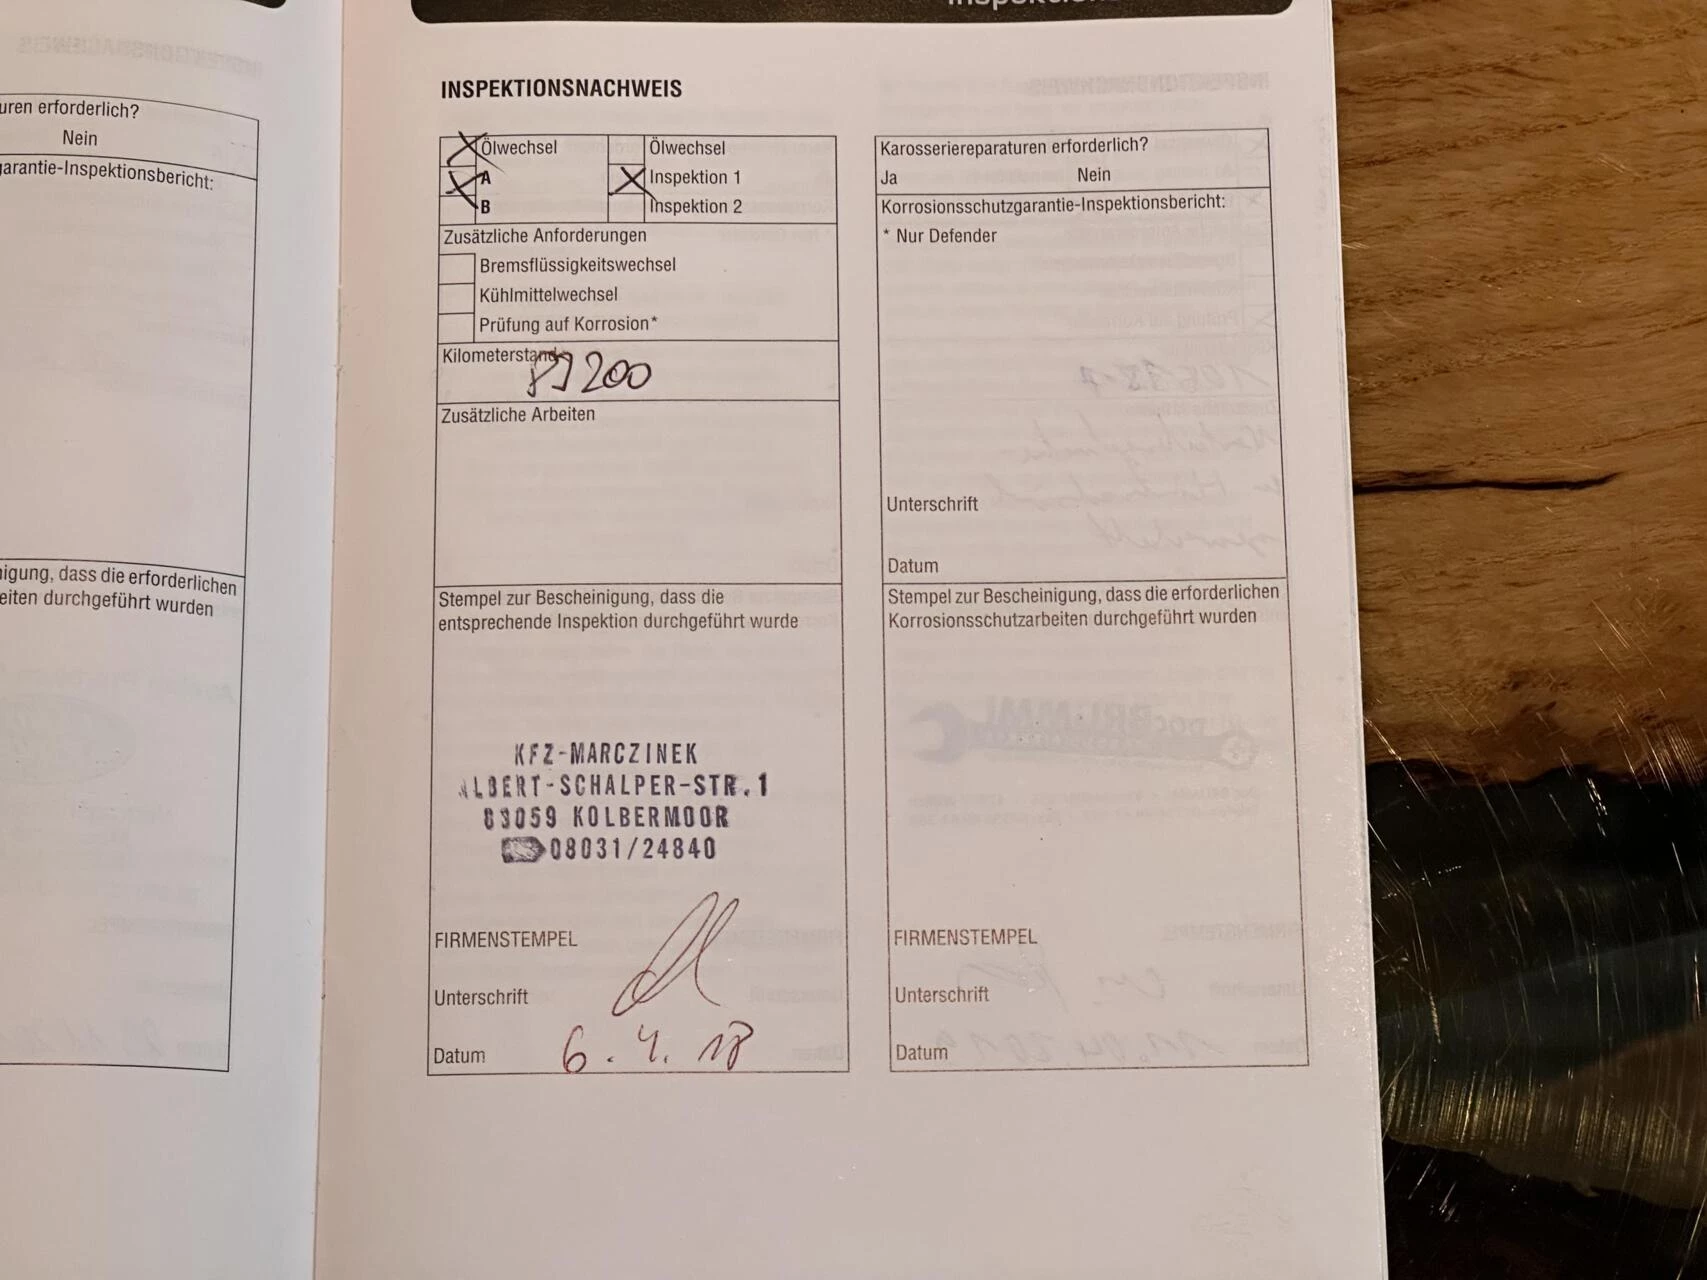 uren erforderlich?
Nein
garantie-Inspektionsbericht:
nigung, dass die erforderlichen
eiten durchgeführt wurden
INSPEKTIONSNACHWEIS
Ölwechsel
A
B
Ölwechsel
Inspektion 1
Inspektion 2
Zusätzliche Anforderungen
Bremsflüssigkeitswechsel
Kühlmittelwechsel
Prüfung auf Korrosion*
Kilometerstand
Zusätzliche Arbeiten
Stempel zur Bescheinigung, dass die
entsprechende Inspektion durchgeführt wurde
KFZ-MARCZINEK
ALBERT-SCHALPER-STR.1
83059 KOLBERMOOR
08031/24840
FIRMENSTEMPEL
Unterschrift
Datum 6.4.18
Karosseriereparaturen erforderlich?
Ja Nein
Korrosionsschutzgarantie-Inspektionsbericht:
* Nur Defender
Unterschrift
Datum
Stempel zur Bescheinigung, dass die erforderlichen
Korrosionsschutzarbeiten durchgeführt wurden
FIRMENSTEMPEL
Unterschrift
Datum